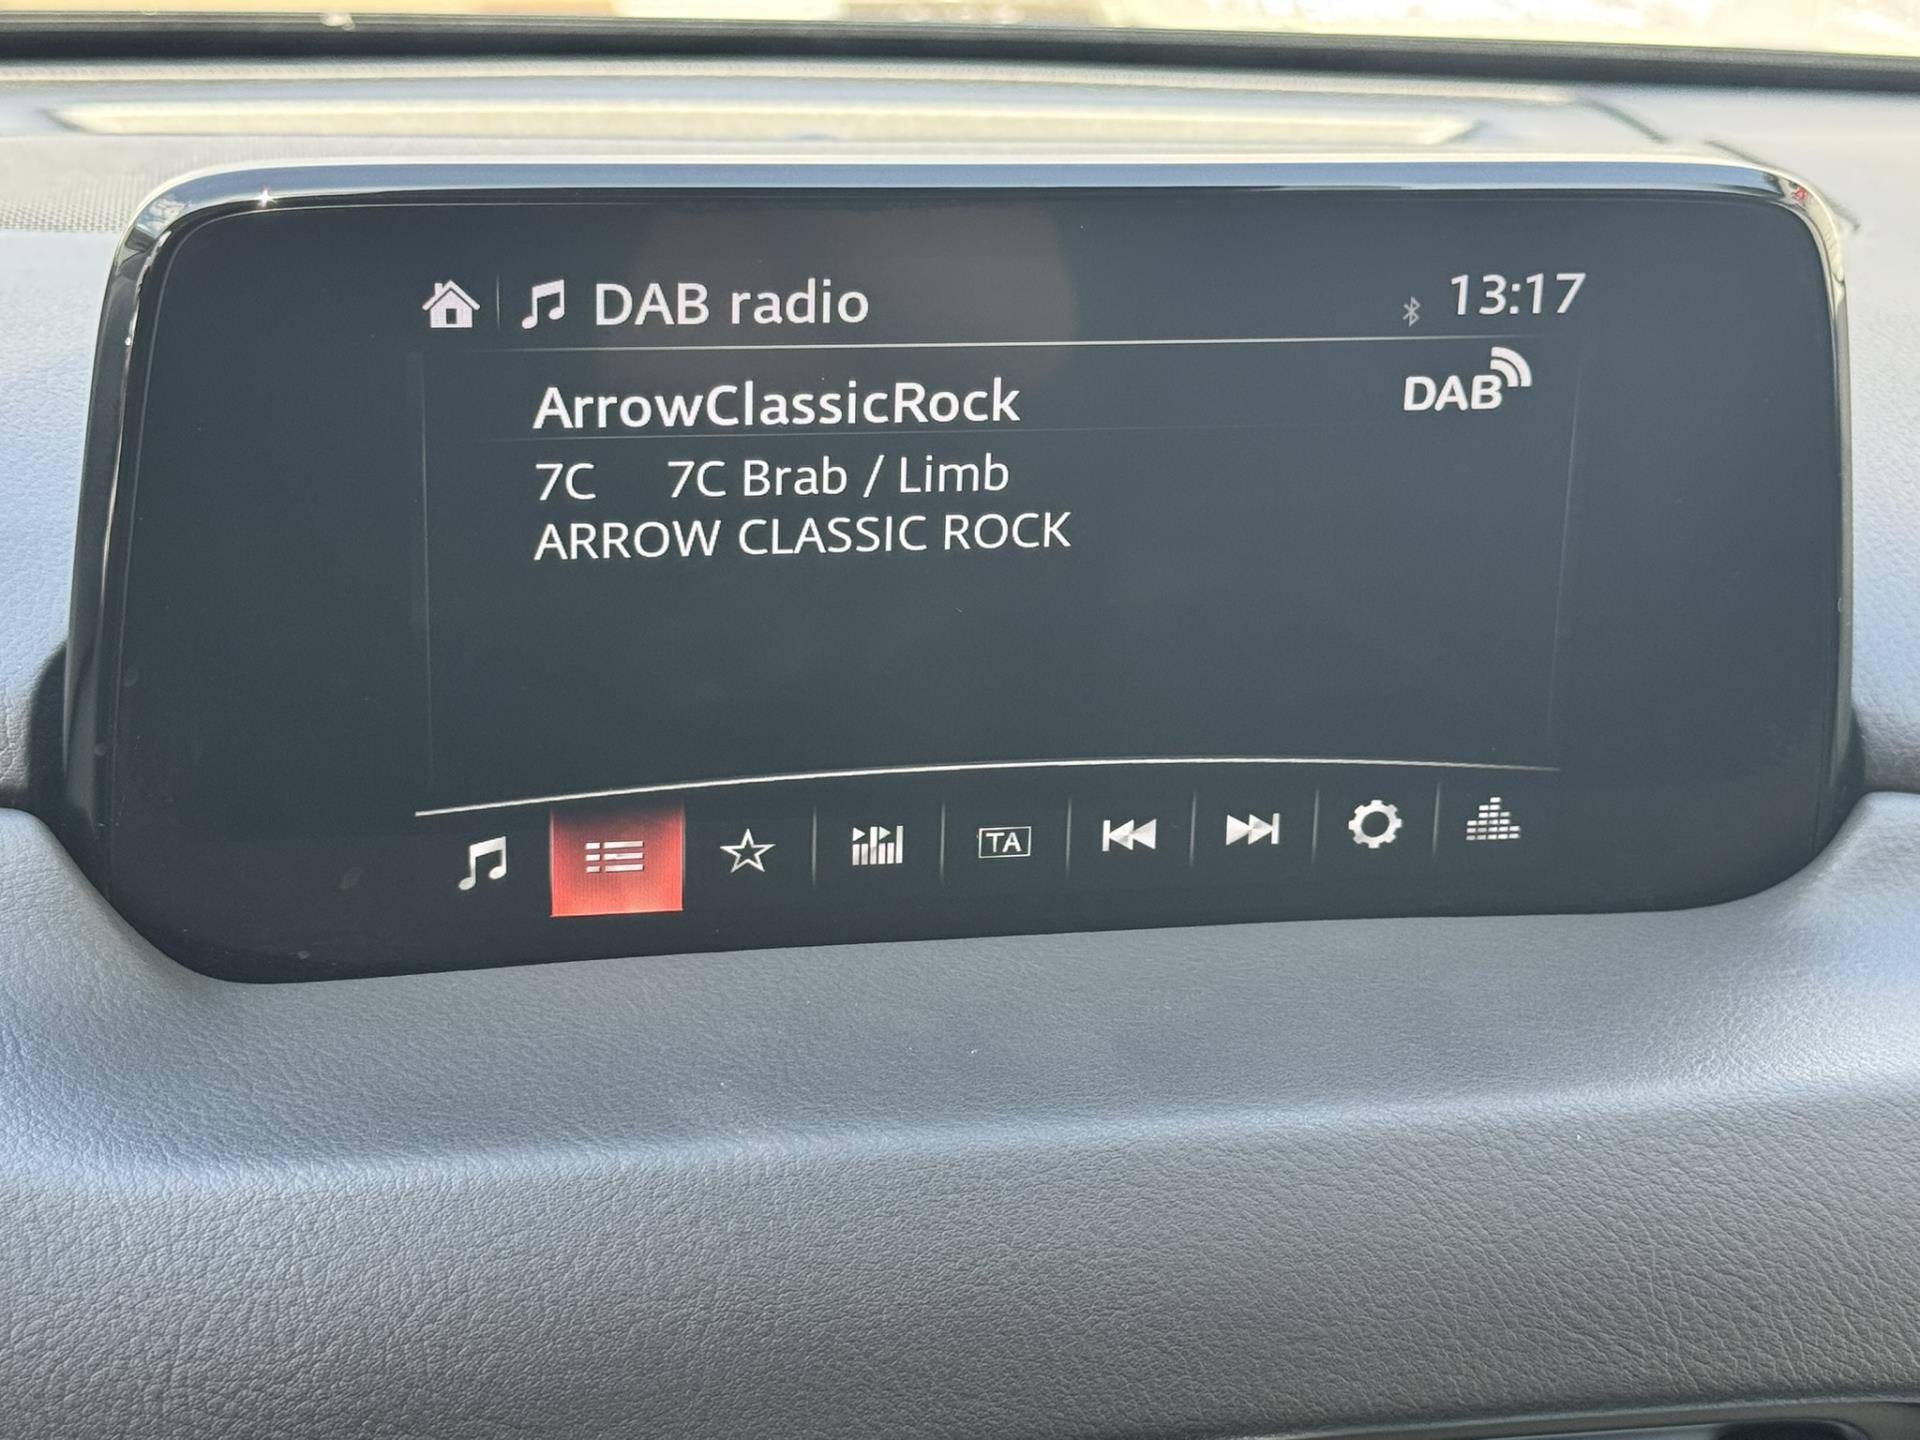 DAB radio
13:17
ArrowClassicRock
DAB
7C 7C Brab / Limb
ARROW CLASSIC ROCK
TA